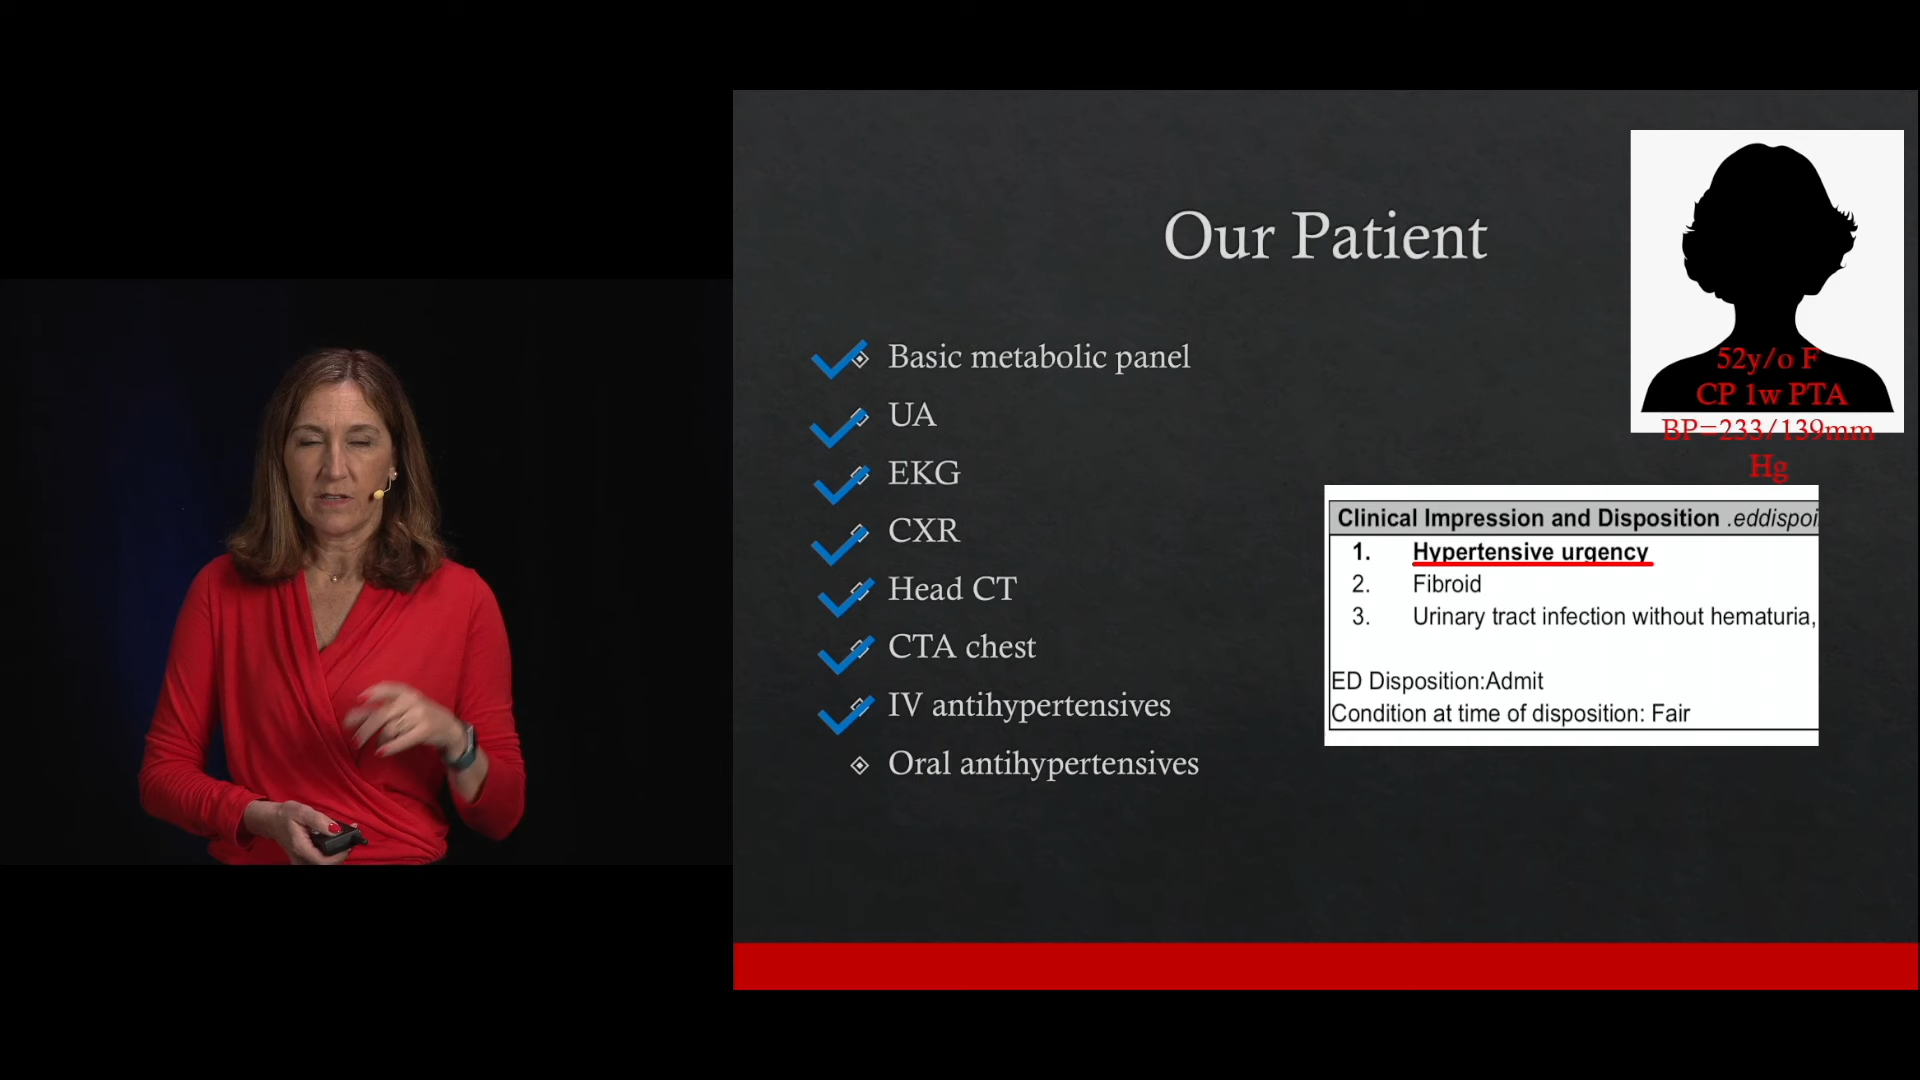 Our Patient
Basic metabolic panel
UA
EKG
CXR
Head CT
CTA chest
IV antihypertensives
Oral antihypertensives
52y/o F
CP 1w PTA
BP=233/139mm
Hg
Clinical Impression and Disposition .eddispoi
1. Hypertensive urgency
2. Fibroid
3. Urinary tract infection without hematuria,
ED Disposition:Admit
Condition at time of disposition: Fair